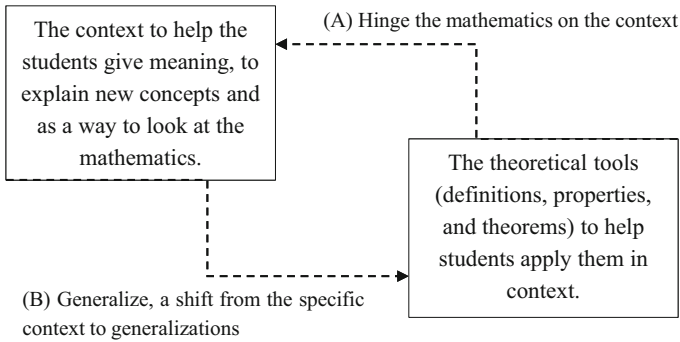 (A) Hinge the mathematics on the context
The context to help the
students give meaning, to
explain new concepts and
as a way to look at the
mathematics.
The theoretical tools
(definitions, properties,
and theorems) to help
students apply them in
context.
(B) Generalize, a shift from the specific
context to generalizations